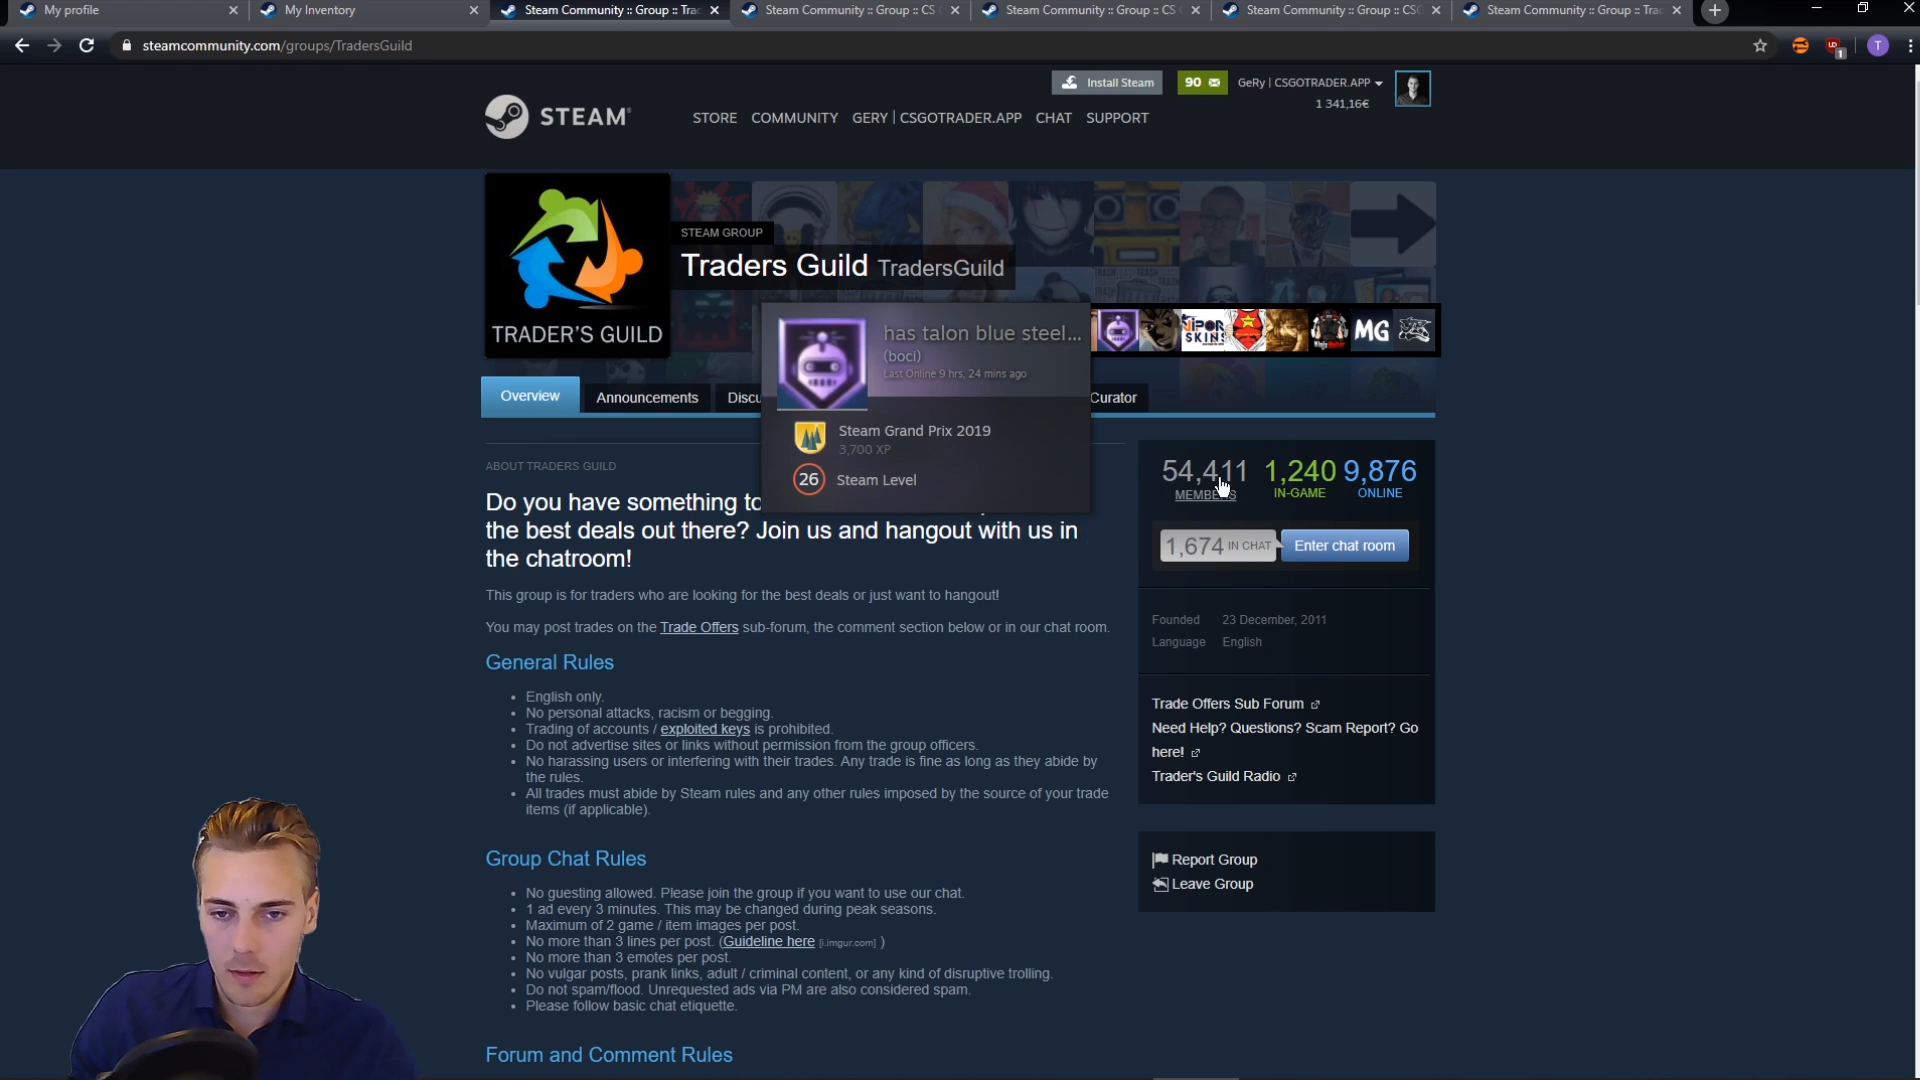 My profile
My Inventory
Steam Community :: Group :: Trac
Steam Community :: Group :: CS
Steam Community :: Group :: CS
Steam Community :: Group :: CSG
Steam Community :: Group :: Trac
steamcommunity.com/groups/TradersGuild
1
T
Install Steam
90
GeRy | CSGOTRADER.APP
1 341,16€
STEAM
STORE COMMUNITY GERY | CSGOTRADER.APP CHAT SUPPORT
STEAM GROUP
Traders Guild TradersGuild
TRADER'S GUILD
has talon blue steel...
(boci)
Last Online 9 hrs, 24 mins ago
MG
Overview
Announcements
Discu
Curator
Steam Grand Prix 2019
3,700 XP
26 Steam Level
54,411 MEMBERS
1,240 IN-GAME
9,876 ONLINE
1,674 IN CHAT
Enter chat room
ABOUT TRADERS GUILD
Do you have something to
the best deals out there? Join us and hangout with us in
the chatroom!
This group is for traders who are looking for the best deals or just want to hangout!
You may post trades on the Trade Offers sub-forum, the comment section below or in our chat room.
Founded 23 December, 2011
Language English
General Rules
English only.
No personal attacks, racism or begging.
Trading of accounts / exploited keys is prohibited.
Do not advertise sites or links without permission from the group officers.
No harassing users or interfering with their trades. Any trade is fine as long as they abide by
the rules.
All trades must abide by Steam rules and any other rules imposed by the source of your trade
items (if applicable).
Trade Offers Sub Forum
Need Help? Questions? Scam Report? Go
here!
Trader's Guild Radio
Report Group
Leave Group
Group Chat Rules
No guesting allowed. Please join the group if you want to use our chat.
1 ad every 3 minutes. This may be changed during peak seasons.
Maximum of 2 game / item images per post.
No more than 3 lines per post. (Guideline here [i.imgur.com] )
No more than 3 emotes per post.
No vulgar posts, prank links, adult / criminal content, or any kind of disruptive trolling.
Do not spam/flood. Unrequested ads via PM are also considered spam.
Please follow basic chat etiquette.
Forum and Comment Rules